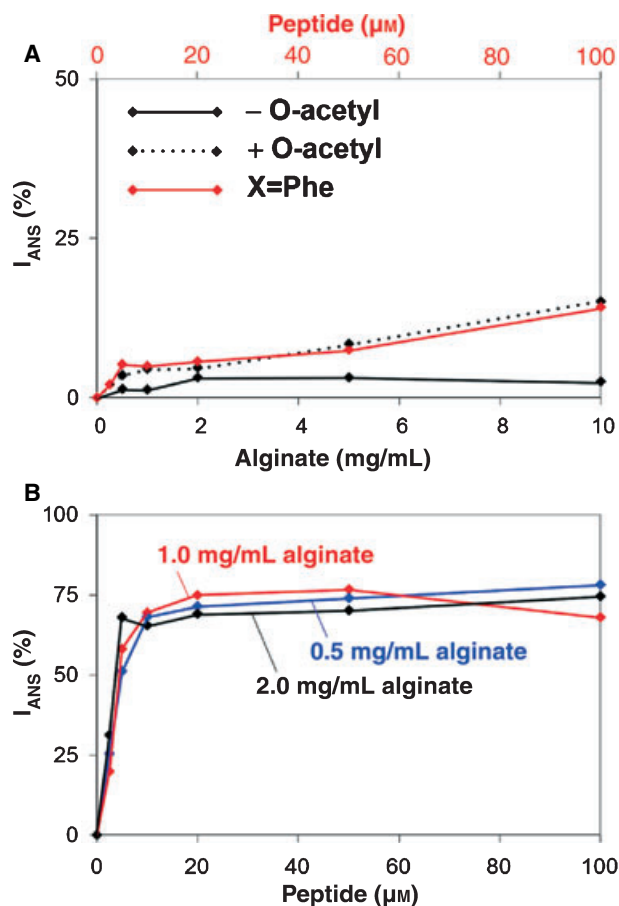 Peptide (µM)
A
0 20 40 60 80 100
50
– O-acetyl
+ O-acetyl
X=Phe
25
0
I_ANS (%)
0 2 4 6 8 10
Alginate (mg/mL)
B
100
1.0 mg/mL alginate
75
0.5 mg/mL alginate
50
2.0 mg/mL alginate
25
0
I_ANS (%)
0 20 40 60 80 100
Peptide (µM)